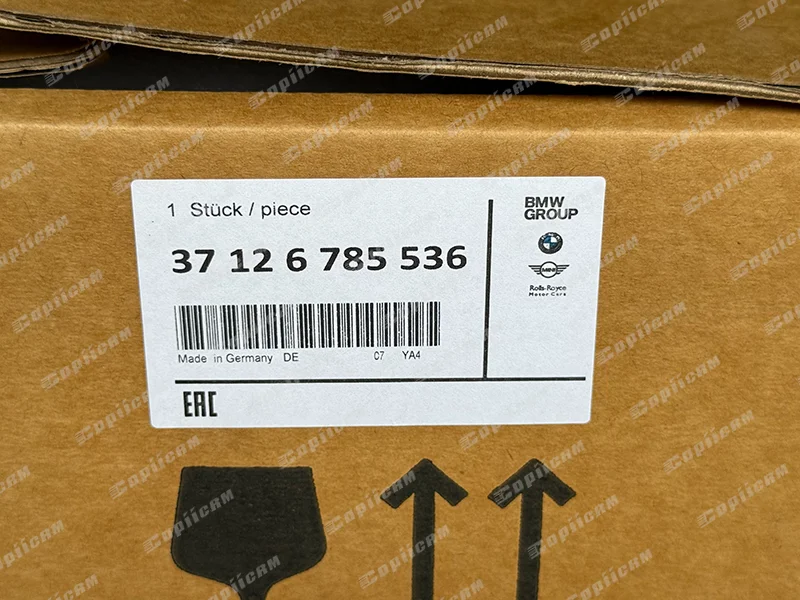 1 Stück / piece
37 12 6 785 536
Made in Germany DE C7 YA4
EAC
BMW
GROUP
MINI
Rolls-Royce
Motor Cars
CopiiCAM